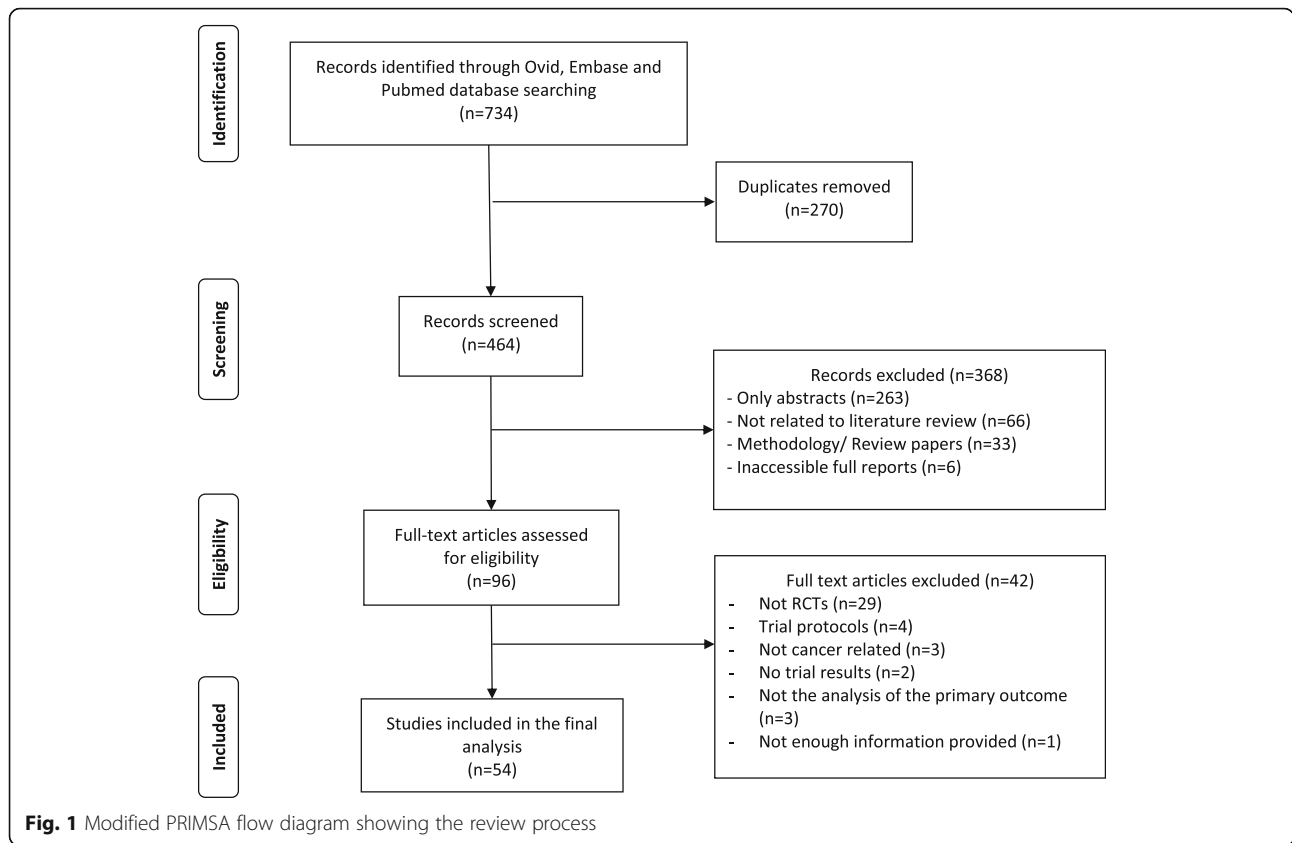 Identification
Records identified through Ovid, Embase and
Pubmed database searching
(n=734)
Duplicates removed
(n=270)
Screening
Records screened
(n=464)
Records excluded (n=368)
- Only abstracts (n=263)
- Not related to literature review (n=66)
- Methodology/ Review papers (n=33)
- Inaccessible full reports (n=6)
Eligibility
Full-text articles assessed
for eligibility
(n=96)
Full text articles excluded (n=42)
- Not RCTs (n=29)
- Trial protocols (n=4)
- Not cancer related (n=3)
- No trial results (n=2)
- Not the analysis of the primary outcome
(n=3)
- Not enough information provided (n=1)
Included
Studies included in the final
analysis
(n=54)
Fig. 1 Modified PRIMSA flow diagram showing the review process